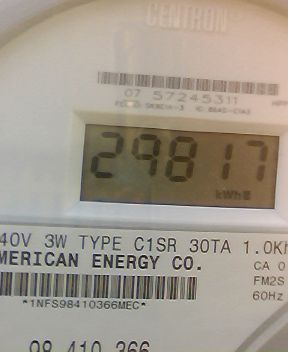 CENTRON
07 57245311
29817
kWh
40V 3W TYPE C1SR 30TA 1.0Kh
MERICAN ENERGY CO.
CA 0
FM2S
60Hz
*1NFS98410366MEC*
98 410 366